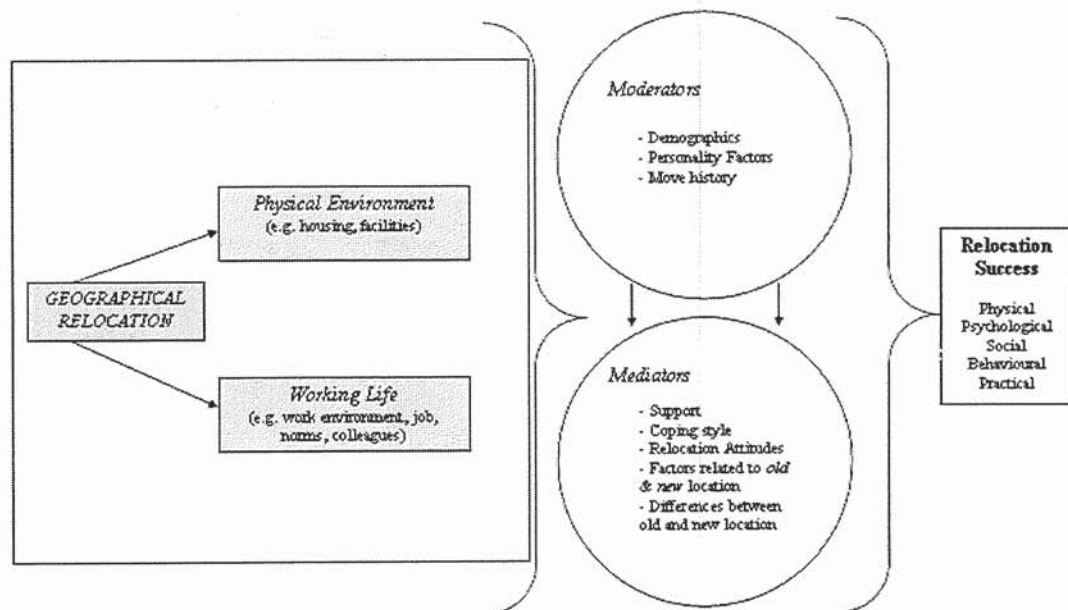 GEOGRAPHICAL
RELOCATION
Physical Environment
(e.g. housing, facilities)
Working Life
(e.g. work environment, job,
norms, colleagues)
Moderators
- Demographics
- Personality Factors
- Move history
Mediators
- Support
- Coping style
- Relocation Attitudes
- Factors related to old
& new location
- Differences between
old and new location
Relocation
Success
Physical
Psychological
Social
Behavioural
Practical